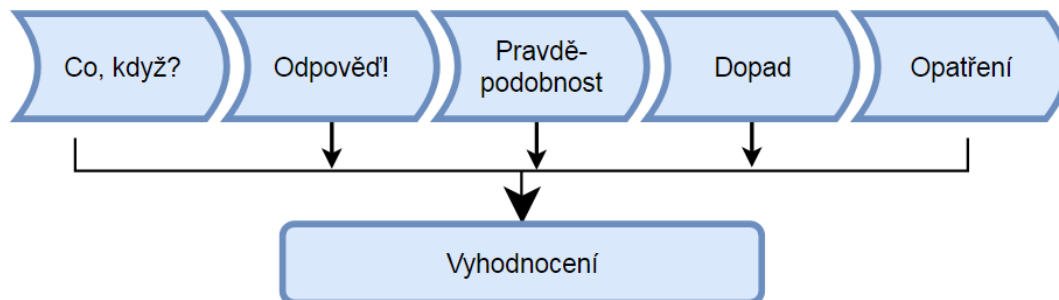 Co, když?
Odpověď!
Pravdě-
podobnost
Dopad
Opatření
Vyhodnocení